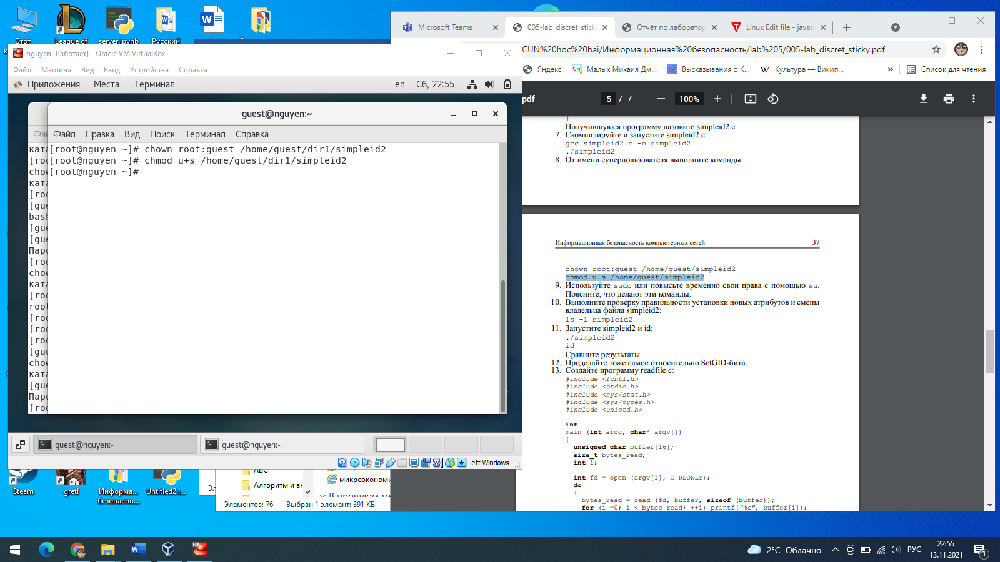 Этот
League of
server.ipynb
Русский
nguyen [Работает] - Oracle VM VirtualBox
Файл Машина Вид Ввод Устройства Справка
Приложения Места Терминал en Сб, 22:55
guest@nguyen:~
Файл Правка Вид Поиск Терминал Справка
[root@nguyen ~]# chown root:guest /home/guest/dir1/simpleid2
[root@nguyen ~]# chmod u+s /home/guest/dir1/simpleid2
[root@nguyen ~]#
Фай
ката
[roo
chow
ката
[roo
[gue
bash
[gue
[gue
Паро
[roo
chow
ката
[roo
root
[roo
[roo
[roo
[gue
chow
ката
[gue
Паро
[roo
guest@nguyen:~
guest@nguyen:~
Left Windows
Steam
gretl
Информа...
безопасно...
Untitled2.i...
ABC
Алгоритм и ан
микроэкономи
В прошлом ме
Элементов: 76 Выбран 1 элемент: 391 КБ
Microsoft Teams
005-lab_discret_stick
Отчёт по лаборатор
Linux Edit file - javatp
CUN%20hoc%20bai/Информационная%20безопасность/lab%205/005-lab_discret_sticky.pdf
Яндекс
Малых Михаил Дм...
Высказывания о К...
Культура — Викип...
»
Список для чтения
pdf
5 / 7
100%
}
Получившуюся программу назовите simpleid2.c.
7. Скомпилируйте и запустите simpleid2.c:
gcc simpleid2.c -o simpleid2
./simpleid2
8. От имени суперпользователя выполните команды:
Информационная безопасность компьютерных сетей 37
chown root:guest /home/guest/simpleid2
chmod u+s /home/guest/simpleid2
9. Используйте sudo или повысьте временно свои права с помощью su.
Поясните, что делают эти команды.
10. Выполните проверку правильности установки новых атрибутов и смены
владельца файла simpleid2:
ls -l simpleid2
11. Запустите simpleid2 и id:
./simpleid2
id
Сравните результаты.
12. Проделайте тоже самое относительно SetGID-бита.
13. Создайте программу readfile.c:
#include <fcntl.h>
#include <stdio.h>
#include <sys/stat.h>
#include <sys/types.h>
#include <unistd.h>
int
main (int argc, char* argv[])
{
unsigned char buffer[16];
size_t bytes_read;
int i;
int fd = open (argv[1], O_RDONLY);
do
{
bytes_read = read (fd, buffer, sizeof (buffer));
for (i =0; i < bytes_read; ++i) printf("%c", buffer[i]);
2°C Облачно
РУС
22:55
13.11.2021
1